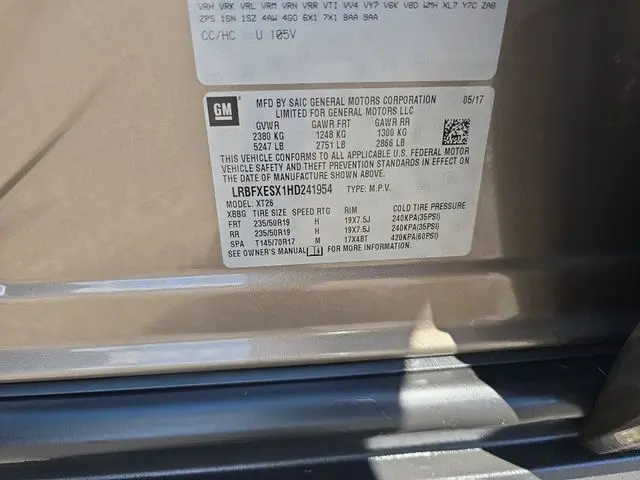 VRH VRK VRL VRM VRN VRR VTI VV4 VY7 V6K V8D WMH XL7 Y7C ZAB
ZP5 1SN 1SZ 4AW 4GO 6X1 7X1 8AA 9AA
CC/HC U 105V
GM
MFD BY SAIC GENERAL MOTORS CORPORATION 05/17
LIMITED FOR GENERAL MOTORS LLC
GVWR GAWR FRT GAWR RR
2380 KG 1248 KG 1300 KG
5247 LB 2751 LB 2866 LB
THIS VEHICLE CONFORMS TO ALL APPLICABLE U.S. FEDERAL MOTOR
VEHICLE SAFETY AND THEFT PREVENTION STANDARDS IN EFFECT ON
THE DATE OF MANUFACTURE SHOWN ABOVE.
LRBFXESX1HD241954 TYPE: M.P.V.
MODEL: XT26
XBBG TIRE SIZE SPEED RTG RIM COLD TIRE PRESSURE
FRT 235/50R19 H 19X7.5J 240KPA(35PSI)
RR 235/50R19 H 19X7.5J 240KPA(35PSI)
SPA T145/70R17 M 17X4BT 420KPA(60PSI)
SEE OWNER'S MANUAL FOR MORE INFORMATION.